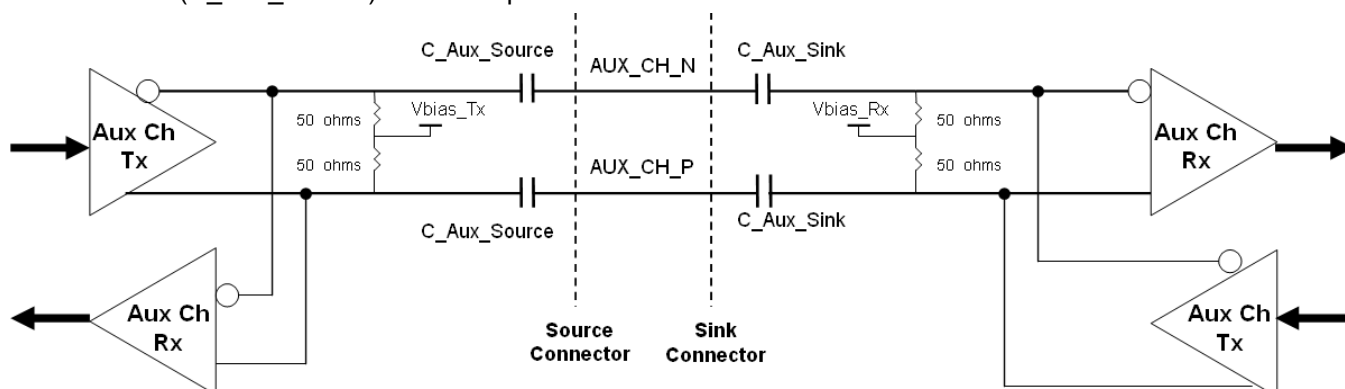 C_Aux_Source
C_Aux_Sink
AUX_CH_N
Vbias_Tx
Vbias_Rx
50 ohms
50 ohms
Aux Ch
Tx
50 ohms
50 ohms
Aux Ch
Rx
AUX_CH_P
C_Aux_Source
C_Aux_Sink
Aux Ch
Rx
Source
Connector
Sink
Connector
Aux Ch
Tx